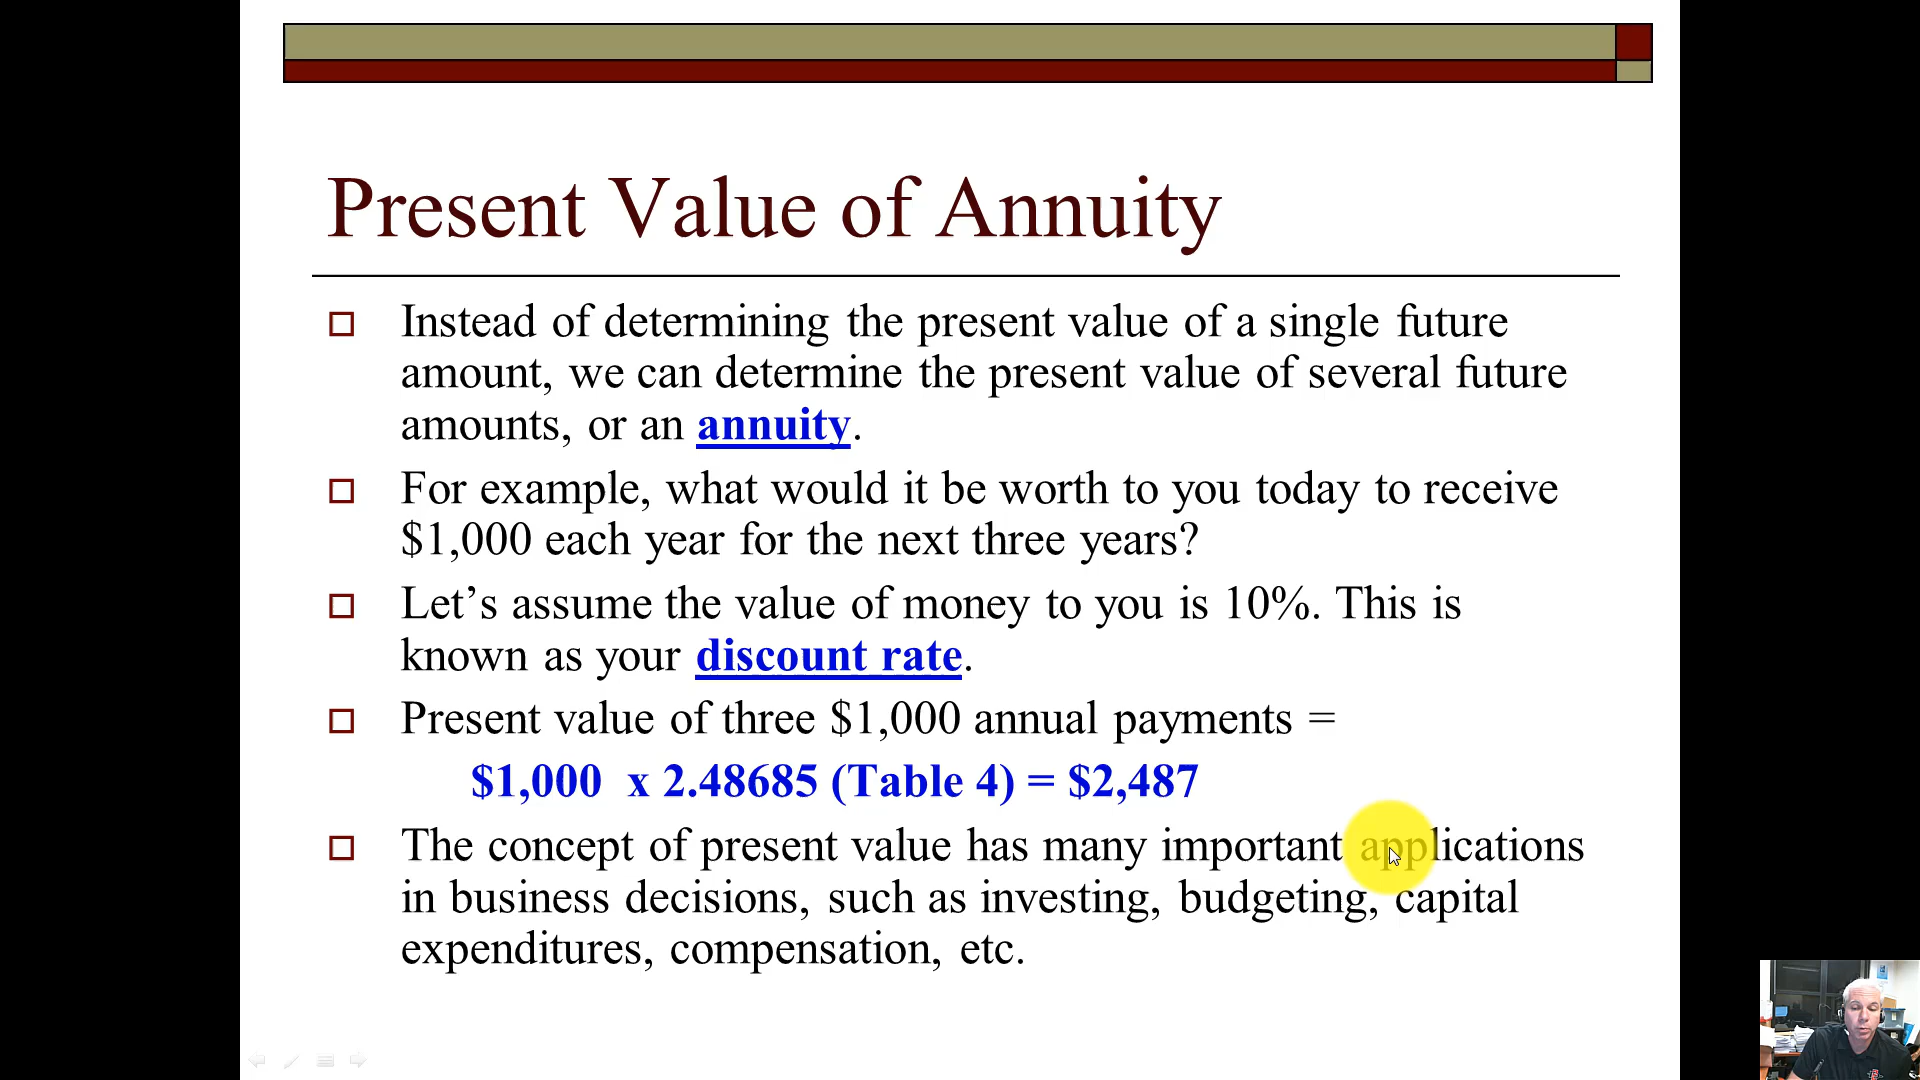 Present Value of Annuity
Instead of determining the present value of a single future
amount, we can determine the present value of several future
amounts, or an annuity.
For example, what would it be worth to you today to receive
$1,000 each year for the next three years?
Let’s assume the value of money to you is 10%. This is
known as your discount rate.
Present value of three $1,000 annual payments =
$1,000 x 2.48685 (Table 4) = $2,487
The concept of present value has many important applications
in business decisions, such as investing, budgeting, capital
expenditures, compensation, etc.